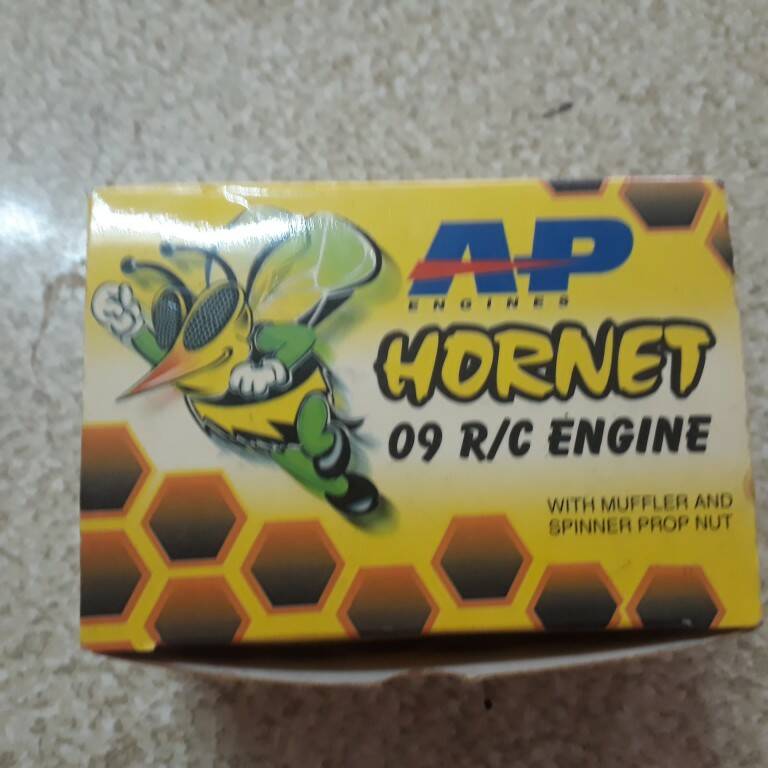 AP
ENGINES
HORNET
09 R/C ENGINE
WITH MUFFLER AND
SPINNER PROP NUT